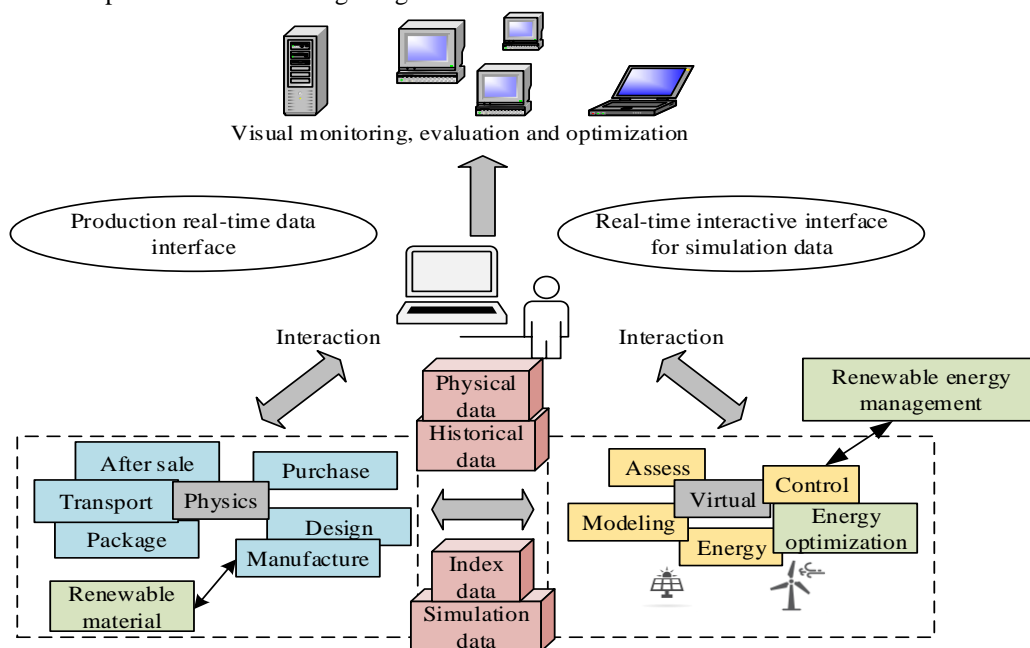 Visual monitoring, evaluation and optimization
Production real-time data
interface
Real-time interactive interface
for simulation data
Interaction
Interaction
Physical
data
Historical
data
Renewable energy
management
After sale
Purchase
Transport
Physics
Package
Design
Manufacture
Renewable
material
Index
data
Simulation
data
Assess
Virtual
Control
Modeling
Energy
Energy
optimization